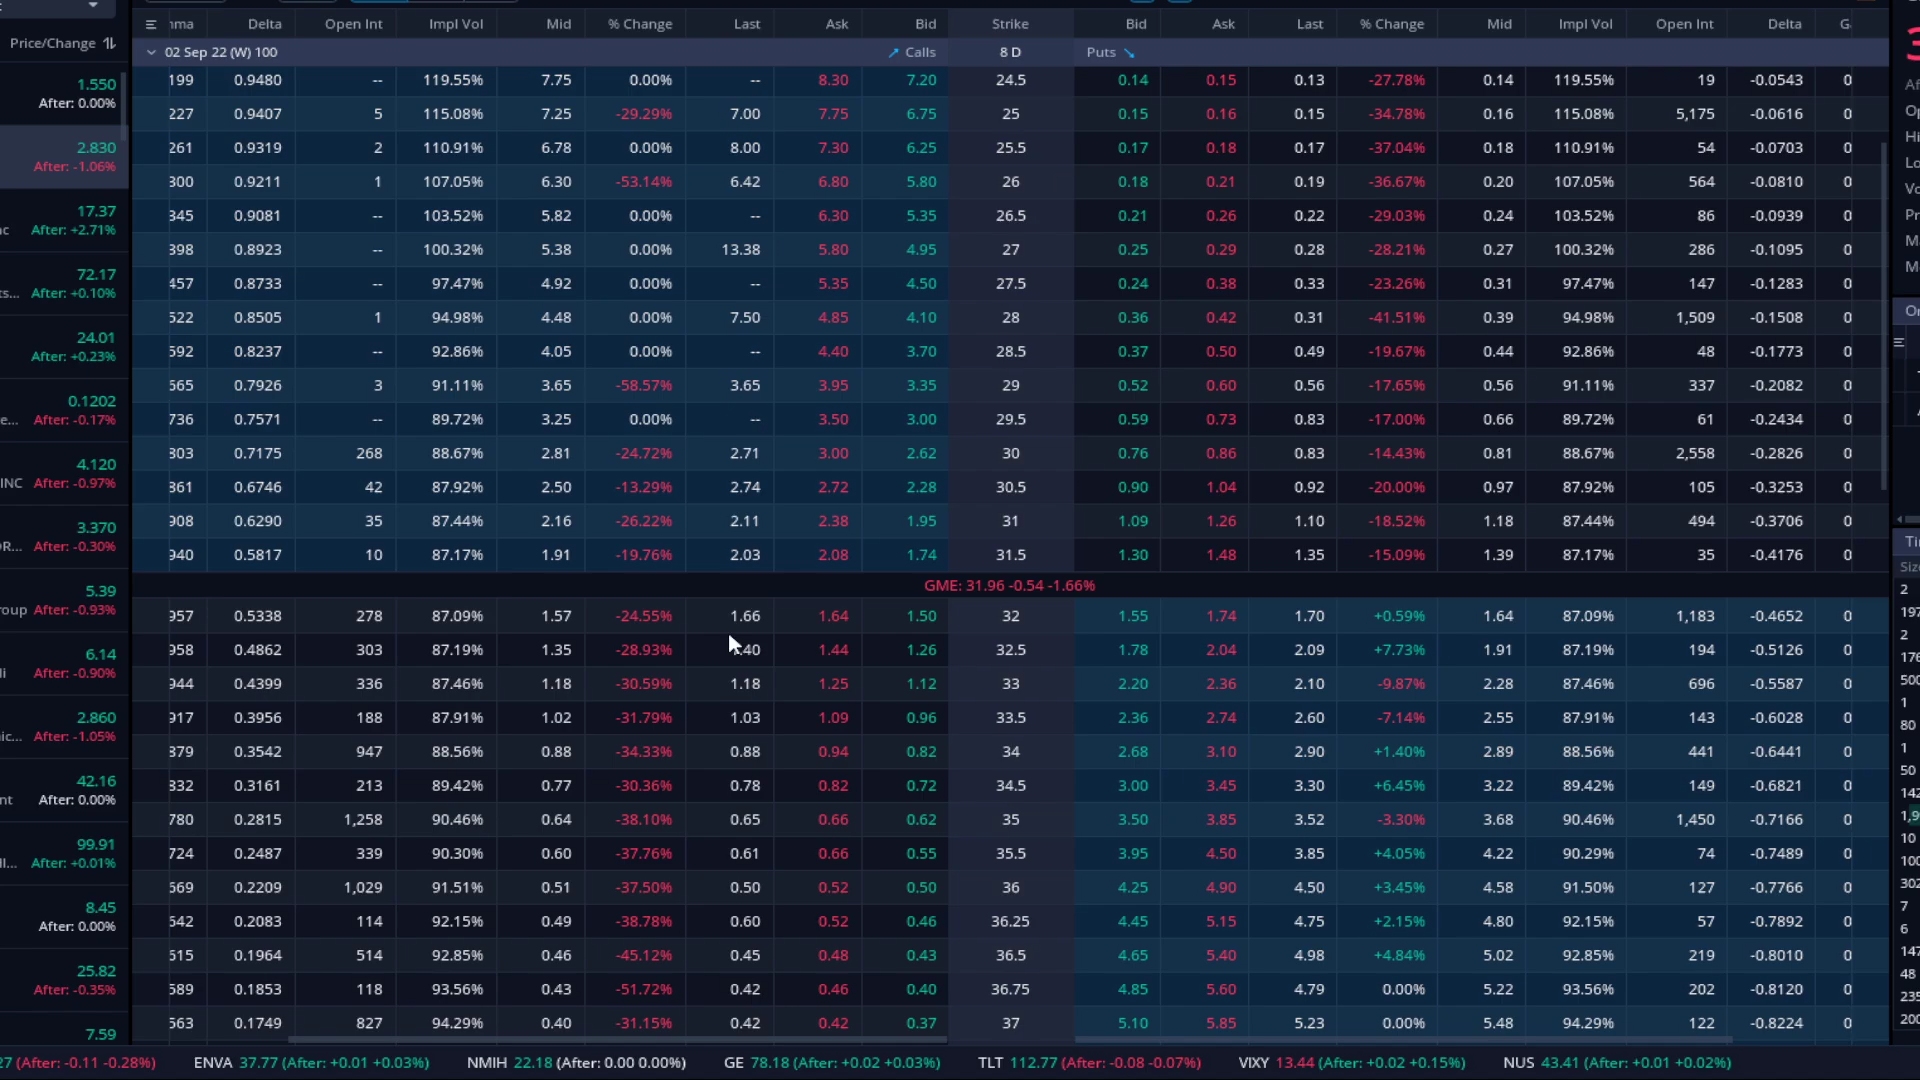 mma Delta Open Int Impl Vol Mid % Change Last Ask Bid Strike Bid Ask Last % Change Mid Impl Vol Open Int Delta G
Price/Change
02 Sep 22 (W) 100 Calls 8 D Puts
199 0.9480 -- 119.55% 7.75 0.00% -- 8.30 7.20 24.5 0.14 0.15 0.13 -27.78% 0.14 119.55% 19 -0.0543 0
227 0.9407 5 115.08% 7.25 -29.29% 7.00 7.75 6.75 25 0.15 0.16 0.15 -34.78% 0.16 115.08% 5,175 -0.0616 0
261 0.9319 2 110.91% 6.78 0.00% 8.00 7.30 6.25 25.5 0.17 0.18 0.17 -37.04% 0.18 110.91% 54 -0.0703 0
300 0.9211 1 107.05% 6.30 -53.14% 6.42 6.80 5.80 26 0.18 0.21 0.19 -36.67% 0.20 107.05% 564 -0.0810 0
345 0.9081 -- 103.52% 5.82 0.00% -- 6.30 5.35 26.5 0.21 0.26 0.22 -29.03% 0.24 103.52% 86 -0.0939 0
398 0.8923 -- 100.32% 5.38 0.00% 13.38 5.80 4.95 27 0.25 0.29 0.28 -28.21% 0.27 100.32% 286 -0.1095 0
457 0.8733 -- 97.47% 4.92 0.00% -- 5.35 4.50 27.5 0.24 0.38 0.33 -23.26% 0.31 97.47% 147 -0.1283 0
522 0.8505 1 94.98% 4.48 0.00% 7.50 4.85 4.10 28 0.36 0.42 0.31 -41.51% 0.39 94.98% 1,509 -0.1508 0
592 0.8237 -- 92.86% 4.05 0.00% -- 4.40 3.70 28.5 0.37 0.50 0.49 -19.67% 0.44 92.86% 48 -0.1773 0
665 0.7926 3 91.11% 3.65 -58.57% 3.65 3.95 3.35 29 0.52 0.60 0.56 -17.65% 0.56 91.11% 337 -0.2082 0
736 0.7571 -- 89.72% 3.25 0.00% -- 3.50 3.00 29.5 0.59 0.73 0.83 -17.00% 0.66 89.72% 61 -0.2434 0
803 0.7175 268 88.67% 2.81 -24.72% 2.71 3.00 2.62 30 0.76 0.86 0.83 -14.43% 0.81 88.67% 2,558 -0.2826 0
861 0.6746 42 87.92% 2.50 -13.29% 2.74 2.72 2.28 30.5 0.90 1.04 0.92 -20.00% 0.97 87.92% 105 -0.3253 0
908 0.6290 35 87.44% 2.16 -26.22% 2.11 2.38 1.95 31 1.09 1.26 1.10 -18.52% 1.18 87.44% 494 -0.3706 0
940 0.5817 10 87.17% 1.91 -19.76% 2.03 2.08 1.74 31.5 1.30 1.48 1.35 -15.09% 1.39 87.17% 35 -0.4176 0
GME: 31.96 -0.54 -1.66%
957 0.5338 278 87.09% 1.57 -24.55% 1.66 1.64 1.50 32 1.55 1.74 1.70 +0.59% 1.64 87.09% 1,183 -0.4652 0
958 0.4862 303 87.19% 1.35 -28.93% .40 1.44 1.26 32.5 1.78 2.04 2.09 +7.73% 1.91 87.19% 194 -0.5126 0
944 0.4399 336 87.46% 1.18 -30.59% 1.18 1.25 1.12 33 2.20 2.36 2.10 -9.87% 2.28 87.46% 696 -0.5587 0
917 0.3956 188 87.91% 1.02 -31.79% 1.03 1.09 0.96 33.5 2.36 2.74 2.60 -7.14% 2.55 87.91% 143 -0.6028 0
879 0.3542 947 88.56% 0.88 -34.33% 0.88 0.94 0.82 34 2.68 3.10 2.90 +1.40% 2.89 88.56% 441 -0.6441 0
832 0.3161 213 89.42% 0.77 -30.36% 0.78 0.82 0.72 34.5 3.00 3.45 3.30 +6.45% 3.22 89.42% 149 -0.6821 0
780 0.2815 1,258 90.46% 0.64 -38.10% 0.65 0.66 0.62 35 3.50 3.85 3.52 -3.30% 3.68 90.46% 1,450 -0.7166 0
724 0.2487 339 90.30% 0.60 -37.76% 0.61 0.66 0.55 35.5 3.95 4.50 3.85 +4.05% 4.22 90.29% 74 -0.7489 0
669 0.2209 1,029 91.51% 0.51 -37.50% 0.50 0.52 0.50 36 4.25 4.90 4.50 +3.45% 4.58 91.50% 127 -0.7766 0
642 0.2083 114 92.15% 0.49 -38.78% 0.60 0.52 0.46 36.25 4.45 5.15 4.75 +2.15% 4.80 92.15% 57 -0.7892 0
615 0.1964 514 92.85% 0.46 -45.12% 0.45 0.48 0.43 36.5 4.65 5.40 4.98 +4.84% 5.02 92.85% 219 -0.8010 0
589 0.1853 118 93.56% 0.43 -51.72% 0.42 0.46 0.40 36.75 4.85 5.60 4.79 0.00% 5.22 93.56% 202 -0.8120 0
563 0.1749 827 94.29% 0.40 -31.15% 0.42 0.42 0.37 37 5.10 5.85 5.23 0.00% 5.48 94.29% 122 -0.8224 0
1.550
After: 0.00%
2.830
After: -1.06%
17.37
c After: +2.71%
72.17
ts... After: +0.10%
24.01
After: +0.23%
0.1202
e... After: -0.17%
4.120
INC After: -0.97%
3.370
OR... After: -0.30%
5.39
roup After: -0.93%
6.14
li After: -0.90%
2.860
nic... After: -1.05%
42.16
nt After: 0.00%
99.91
ll... After: +0.01%
8.45
After: 0.00%
25.82
After: -0.35%
7.59
Op
Hi
Lo
Vo
Pr
Ma
Me
Or
Ti
Size
2
197
2
176
500
1
80
1
50
142
1,9
10
100
302
7
6
147
48
235
200
27 (After: -0.11 -0.28%) ENVA 37.77 (After: +0.01 +0.03%) NMIH 22.18 (After: 0.00 0.00%) GE 78.18 (After: +0.02 +0.03%) TLT 112.77 (After: -0.08 -0.07%) VIXY 13.44 (After: +0.02 +0.15%) NUS 43.41 (After: +0.01 +0.02%)